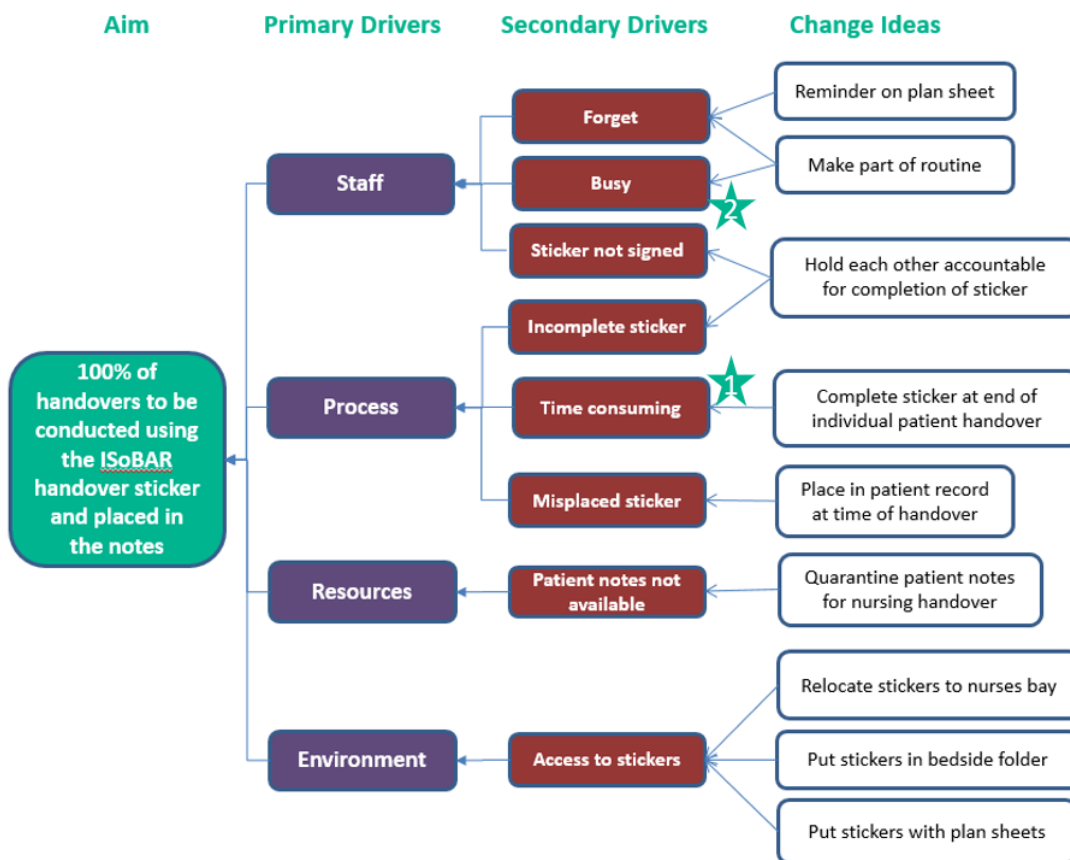 Aim
Primary Drivers
Secondary Drivers
Change Ideas
100% of
handovers to be
conducted using
the ISoBAR
handover sticker
and placed in
the notes
Staff
Process
Resources
Environment
Forget
Busy
2
Sticker not signed
Incomplete sticker
1
Time consuming
Misplaced sticker
Patient notes not
available
Access to stickers
Reminder on plan sheet
Make part of routine
Hold each other accountable
for completion of sticker
Complete sticker at end of
individual patient handover
Place in patient record
at time of handover
Quarantine patient notes
for nursing handover
Relocate stickers to nurses bay
Put stickers in bedside folder
Put stickers with plan sheets